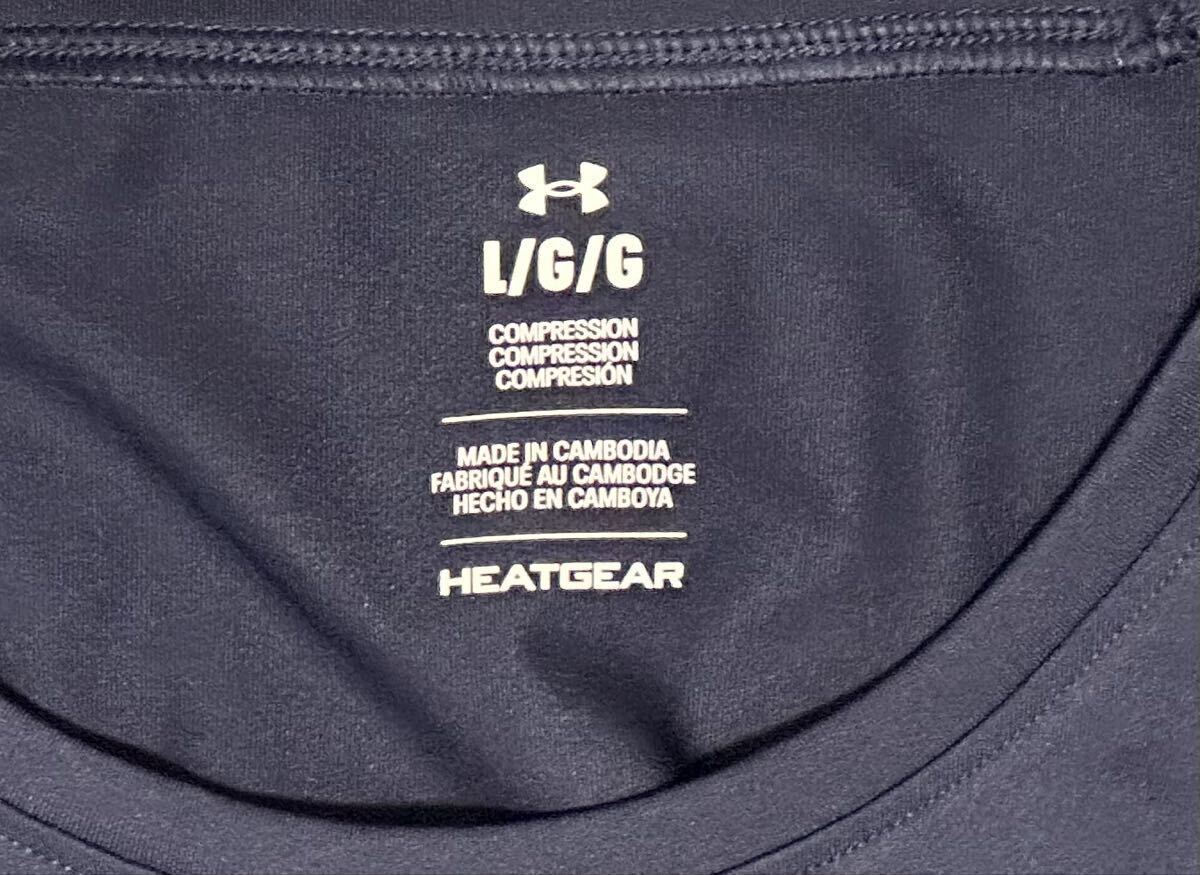 L/G/G
COMPRESSION
COMPRESSION
COMPRESIÓN
MADE IN CAMBODIA
FABRIQUÉ AU CAMBODGE
HECHO EN CAMBOYA
HEATGEAR